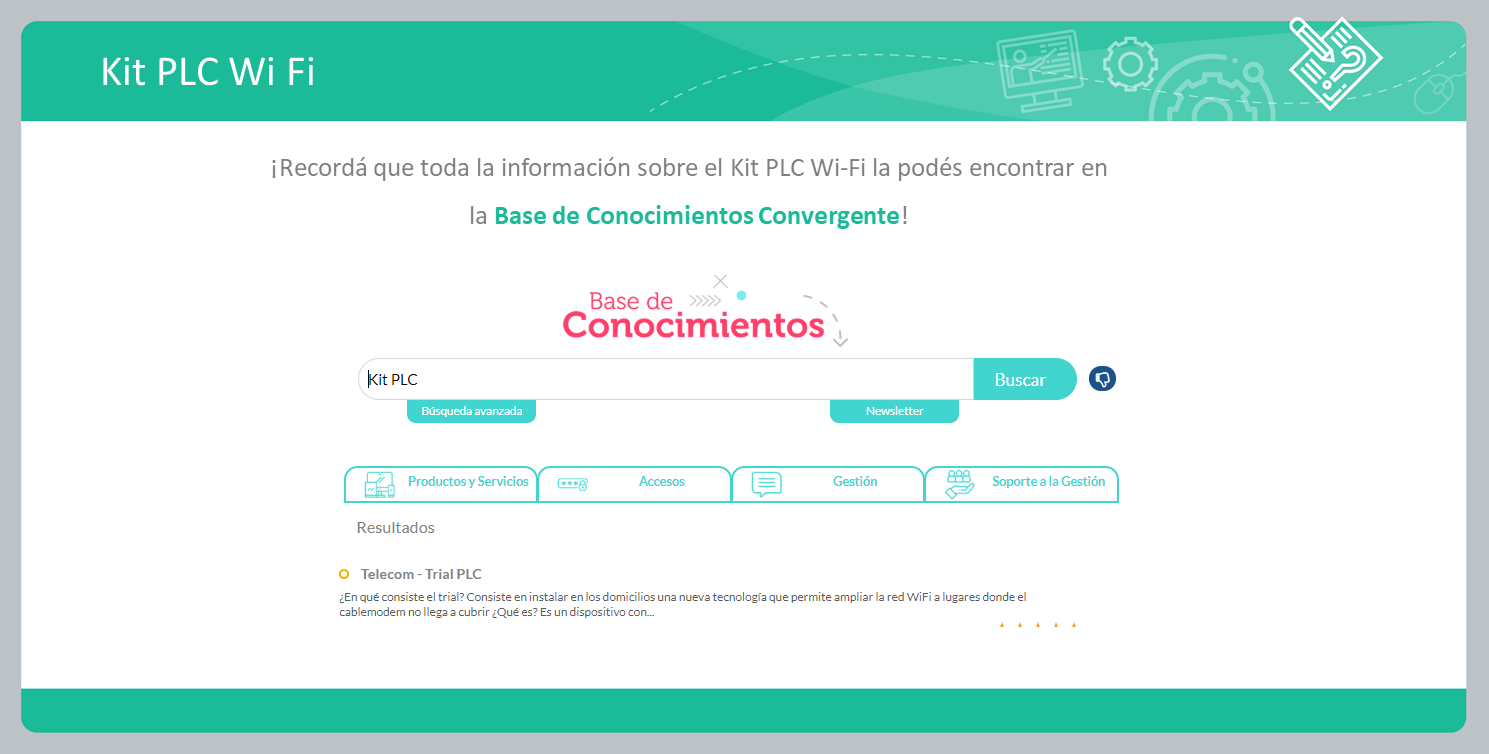 Kit PLC Wi Fi
¡Recordá que toda la información sobre el Kit PLC Wi-Fi la podés encontrar en
la Base de Conocimientos Convergente!
Base de
Conocimientos
Kit PLC
Buscar
Búsqueda avanzada
Newsletter
Productos y Servicios
Accesos
Gestión
Soporte a la Gestión
Resultados
Telecom - Trial PLC
¿En qué consiste el trial? Consiste en instalar en los domicilios una nueva tecnología que permite ampliar la red WiFi a lugares donde el
cablemodem no llega a cubrir ¿Qué es? Es un dispositivo con...